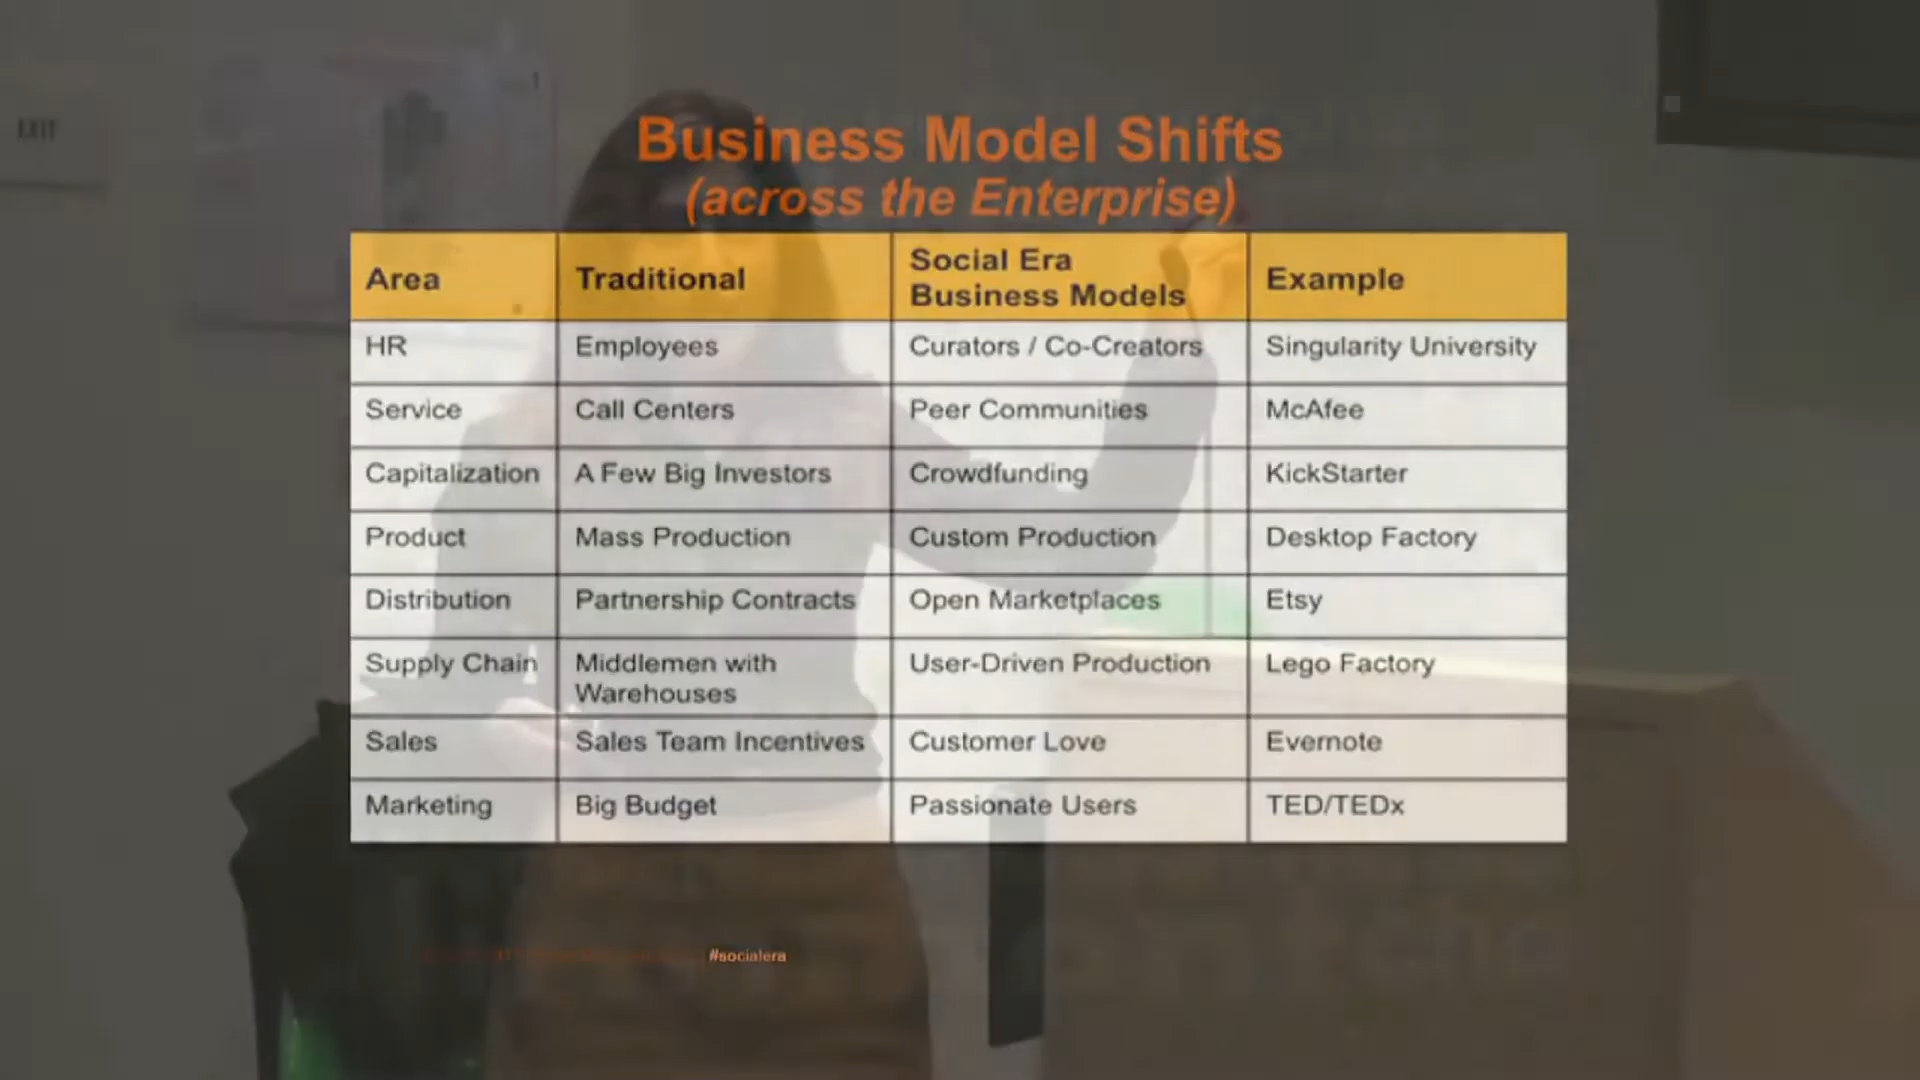 EXIT
Business Model Shifts
(across the Enterprise)
Area Traditional Social Era Business Models Example
HR Employees Curators / Co-Creators Singularity University
Service Call Centers Peer Communities McAfee
Capitalization A Few Big Investors Crowdfunding KickStarter
Product Mass Production Custom Production Desktop Factory
Distribution Partnership Contracts Open Marketplaces Etsy
Supply Chain Middlemen with Warehouses User-Driven Production Lego Factory
Sales Sales Team Incentives Customer Love Evernote
Marketing Big Budget Passionate Users TED/TEDx
#socialera